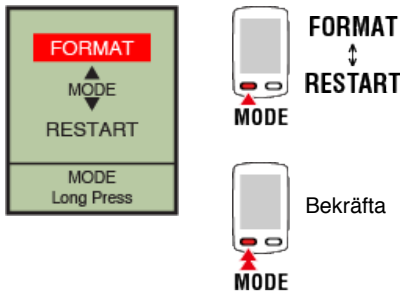 FORMAT
MODE
RESTART
MODE
Long Press
MODE
FORMAT
RESTART
MODE
Bekräfta